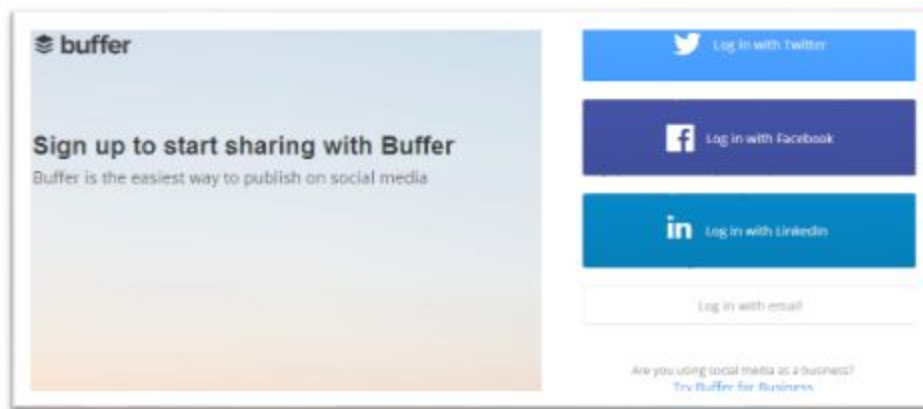 buffer
Sign up to start sharing with Buffer
Buffer is the easiest way to publish on social media
Log in with Twitter
Log in with Facebook
in Log in with LinkedIn
Log in with email
Are you using social media as a business?
Try Buffer for Business